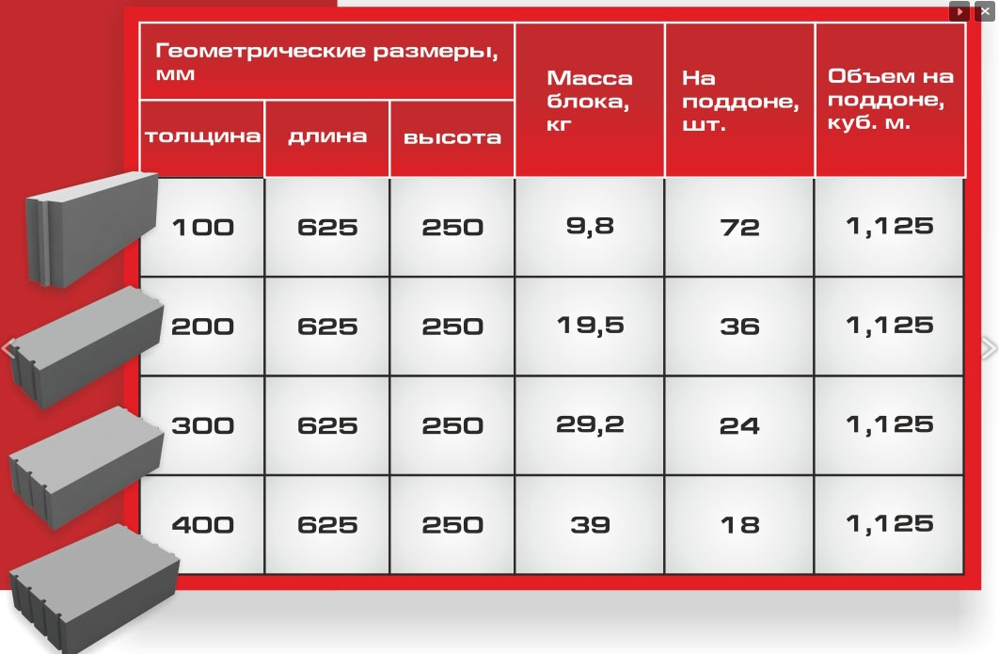 Геометрические размеры,
мм
Масса
блока,
кг
На
поддоне,
шт.
Объем на
поддоне,
куб. м.
толщина длина высота
100 625 250 9,8 72 1,125
200 625 250 19,5 36 1,125
300 625 250 29,2 24 1,125
400 625 250 39 18 1,125